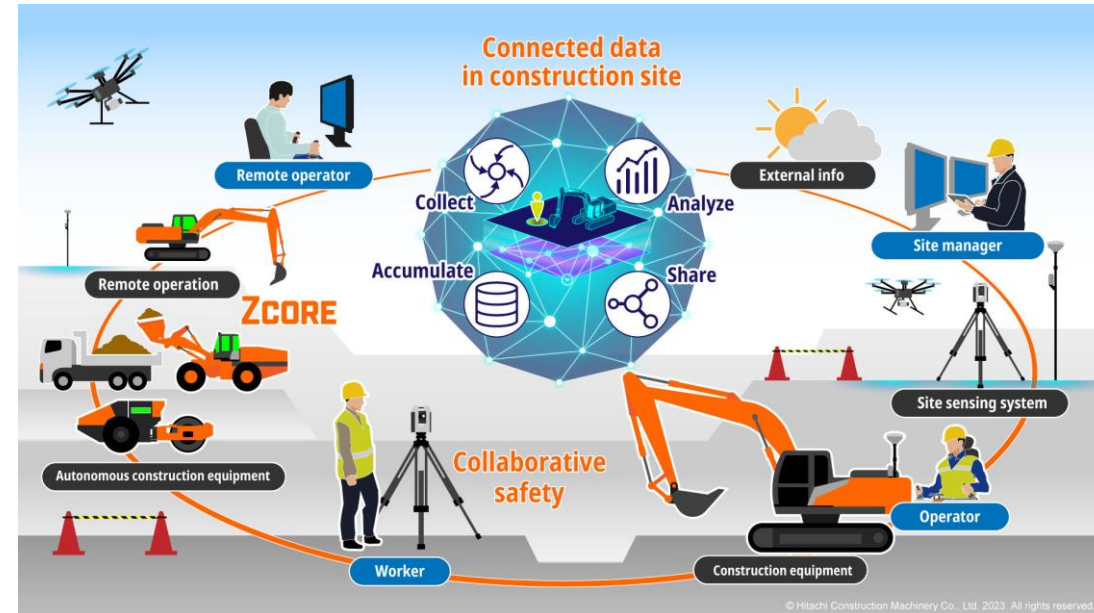 Connected data
in construction site
Remote operator
External info
Collect
Analyze
Site manager
Accumulate
Share
Remote operation
ZCORE
Site sensing system
Autonomous construction equipment
Collaborative
safety
Operator
Worker
Construction equipment
© Hitachi Construction Machinery Co., Ltd. 2023. All rights reserved.